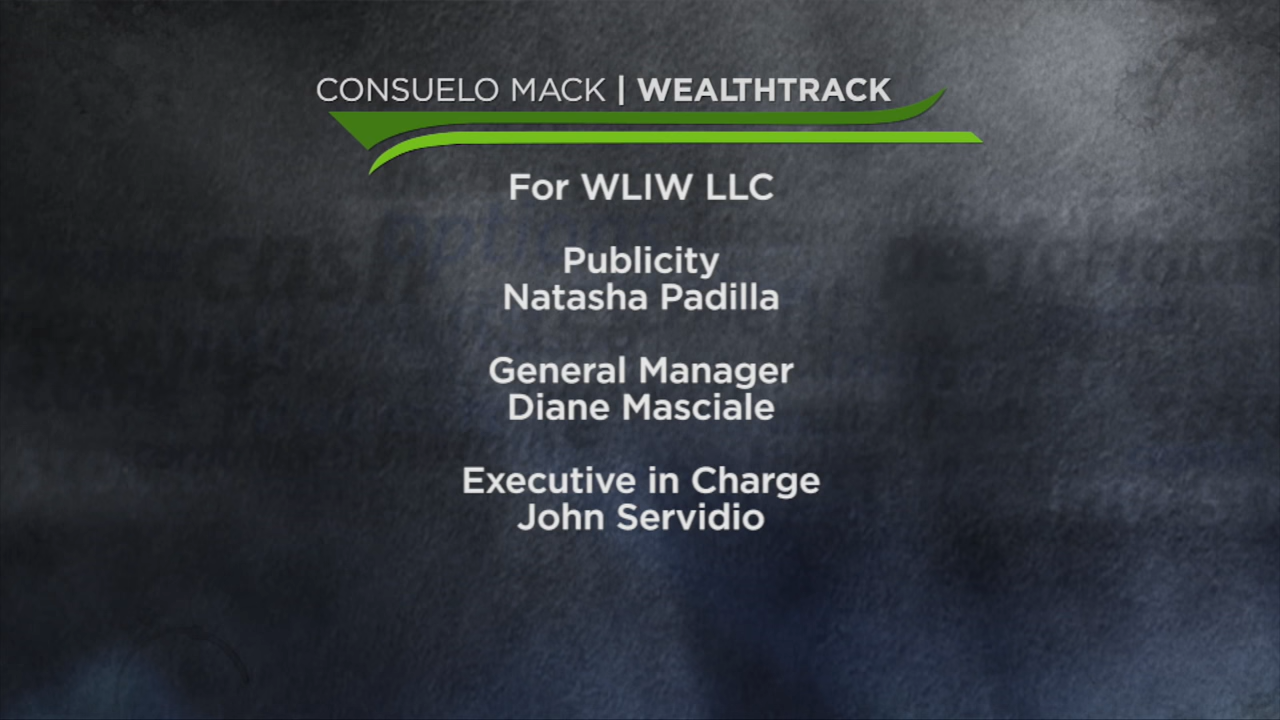 CONSUELO MACK | WEALTHTRACK
For WLIW LLC
Publicity
Natasha Padilla
General Manager
Diane Masciale
Executive in Charge
John Servidio